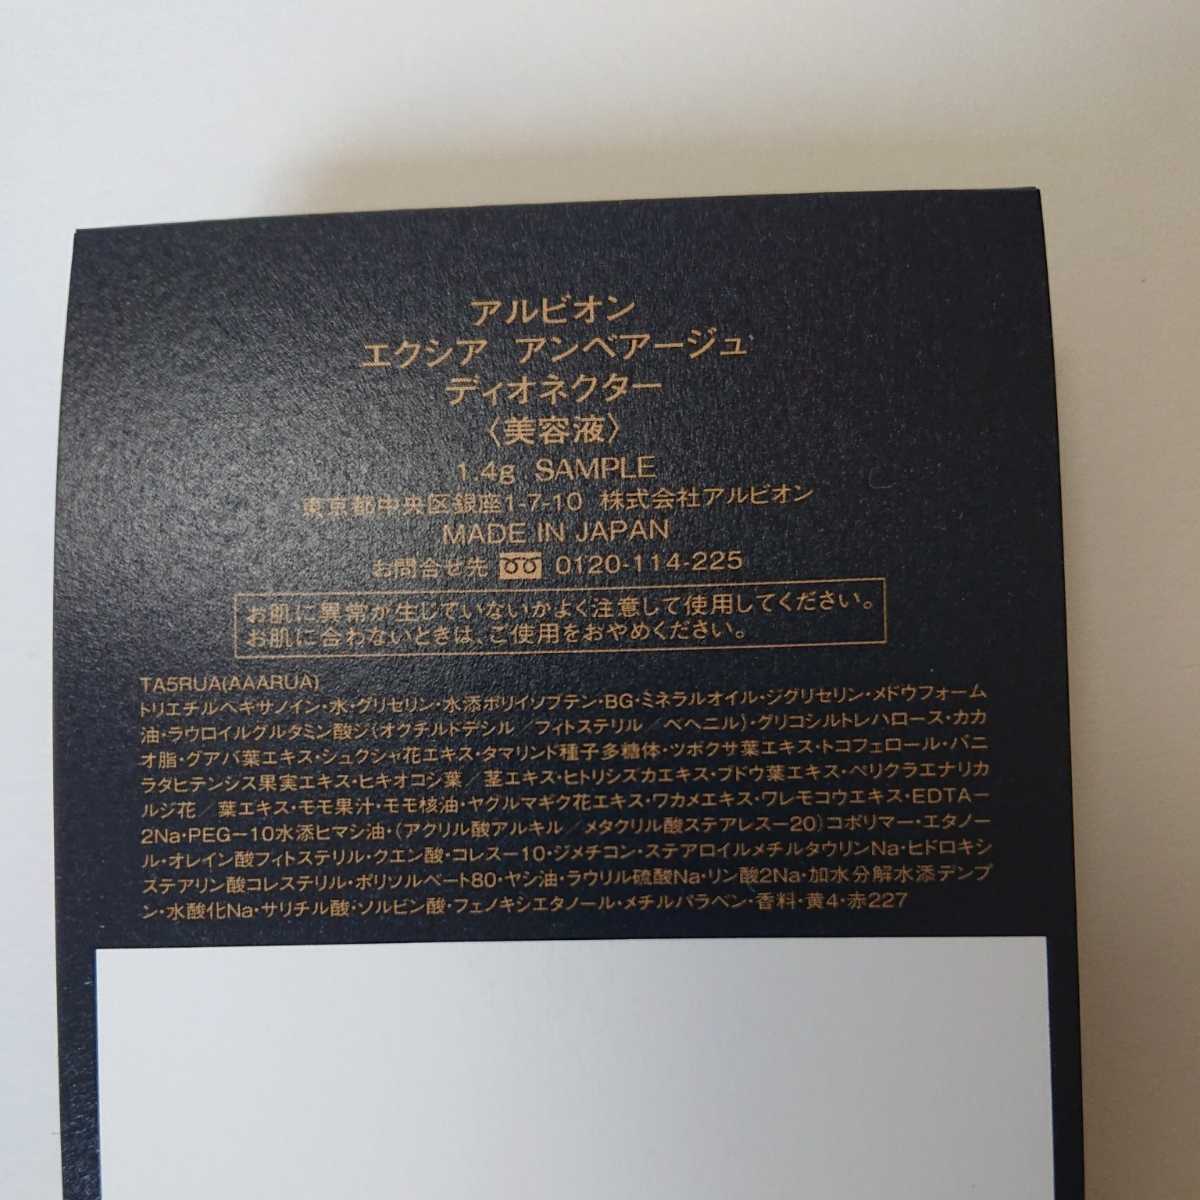 アルビオン
エクシア アンベアージュ
ディオネクター
〈美容液〉
1.4g SAMPLE
東京都中央区銀座1-7-10 株式会社アルビオン
MADE IN JAPAN
お問合せ先 0120-114-225
お肌に異常が生じていないかよく注意して使用してください。
お肌に合わないときは、ご使用をおやめください。
TA5RUA(AAARUA)
トリエチルヘキサノイン・水・グリセリン・水添ポリイソブテン・BG・ミネラルオイル・ジグリセリン・メドウフォーム
油・ラウロイルグルタミン酸ジ(オクチルドデシル/フィトステリル/ベヘニル)・グリコシルトレハロース・カカ
オ脂・グアバ葉エキス・シュクシャ花エキス・タマリンド種子多糖体・ツボクサ葉エキス・トコフェロール・バニ
ラタヒテンシス果実エキス・ヒキオコシ葉/茎エキス・ヒトリシズカエキス・ブドウ葉エキス・ペリクラエナリカ
ルジ花/葉エキス・モモ果汁・モモ核油・ヤグルマギク花エキス・ワカメエキス・ワレモコウエキス・EDTA-
2Na・PEG-10水添ヒマシ油・(アクリル酸アルキル/メタクリル酸ステアレス-20)コポリマー・エタノー
ル・オレイン酸フィトステリル・クエン酸・コレス-10・ジメチコン・ステアロイルメチルタウリンNa・ヒドロキシ
ステアリン酸コレステリル・ポリソルベート80・ヤシ油・ラウリル硫酸Na・リン酸2Na・加水分解水添デンプ
ン・水酸化Na・サリチル酸・ソルビン酸・フェノキシエタノール・メチルパラベン・香料・黄4・赤227